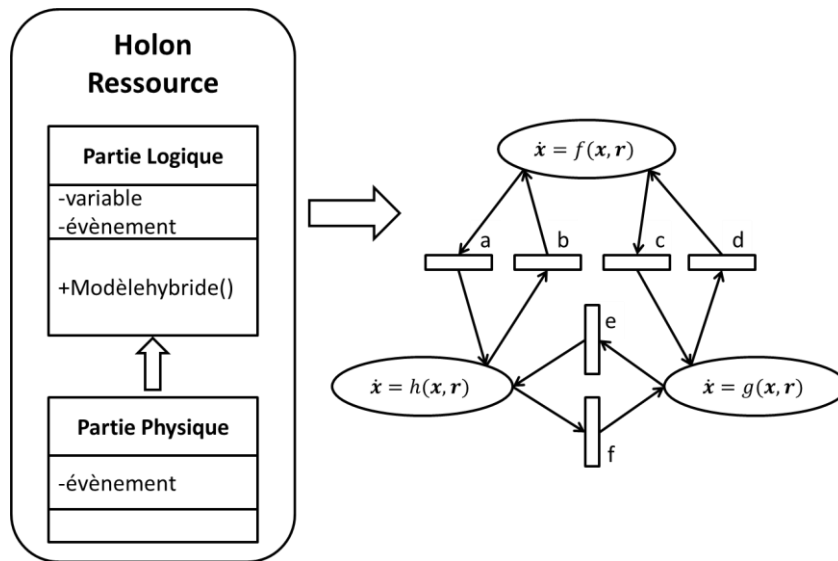 Holon
Ressource
Partie Logique
-variable
-évènement
+Modèlehybride()
Partie Physique
-évènement
ẋ = f(x, r)
a
b
c
d
e
ẋ = h(x, r)
ẋ = g(x, r)
f